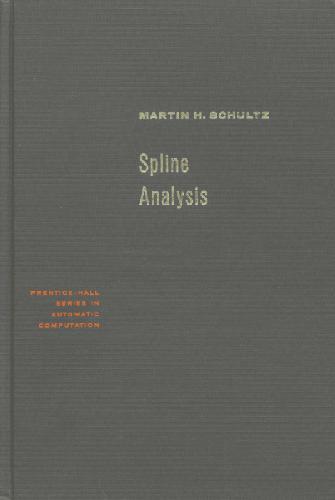 MARTIN H. SCHULTZ
Spline
Analysis
PRENTICE-HALL
SERIES IN
AUTOMATIC
COMPUTATION